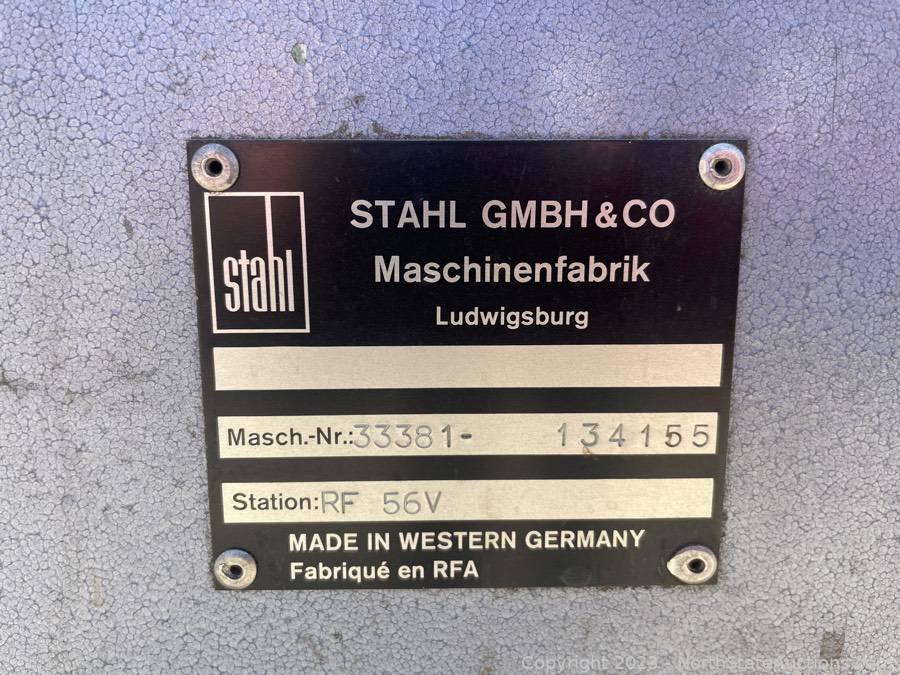 stahl
STAHL GMBH & CO
Maschinenfabrik
Ludwigsburg
Masch.-Nr.: 33381- 134155
Station: RF 56V
MADE IN WESTERN GERMANY
Fabriqué en RFA
Copyright 2023 - NorthStateAuctions.com